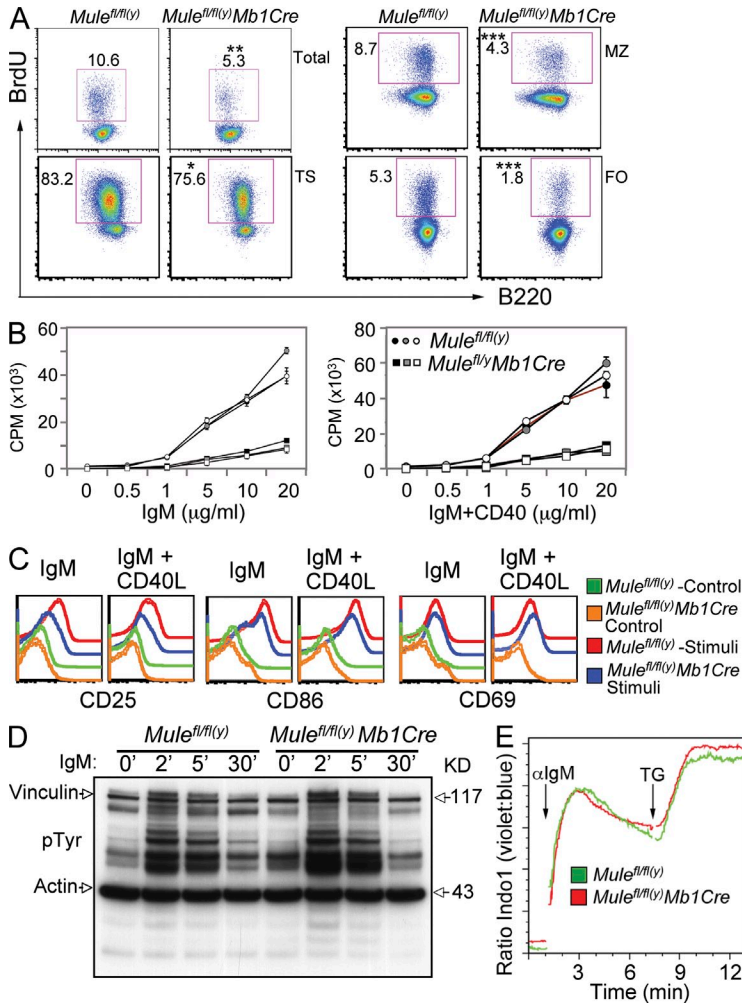 A
Mule fl/fl(y)
Mule fl/fl(y)Mb1Cre
Mule fl/fl(y)
Mule fl/fl(y)Mb1Cre
BrdU
10.6
**
5.3
Total
8.7
***
4.3
MZ
83.2
*
75.6
TS
5.3
***
1.8
FO
B220
B
60
40
20
0
CPM (x10³)
0 0.5 1 5 10 20
IgM (µg/ml)
80
60
40
20
0
CPM (x10³)
Mule fl/fl(y)
Mule fl/yMb1Cre
0 0.5 1 5 10 20
IgM+CD40 (µg/ml)
C
IgM
IgM +
CD40L
IgM
IgM +
CD40L
IgM
IgM +
CD40L
CD25
CD86
CD69
Mule fl/fl(y) -Control
Mule fl/fl(y)Mb1Cre
Control
Mule fl/fl(y) -Stimuli
Mule fl/fl(y)Mb1Cre
Stimuli
D
Mule fl/fl(y)
Mule fl/fl(y) Mb1Cre
IgM: 0' 2' 5' 30' 0' 2' 5' 30' KD
Vinculin
117
pTyr
Actin
43
E
αIgM
TG
Ratio Indo1 (violet:blue)
Mule fl/fl(y)
Mule fl/fl(y)Mb1Cre
3 6 9 12
Time (min)